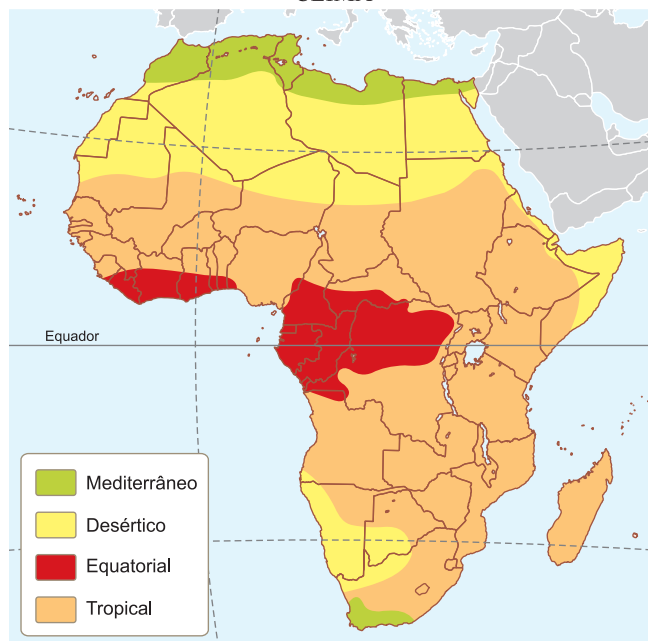 Equador
Mediterrâneo
Desértico
Equatorial
Tropical